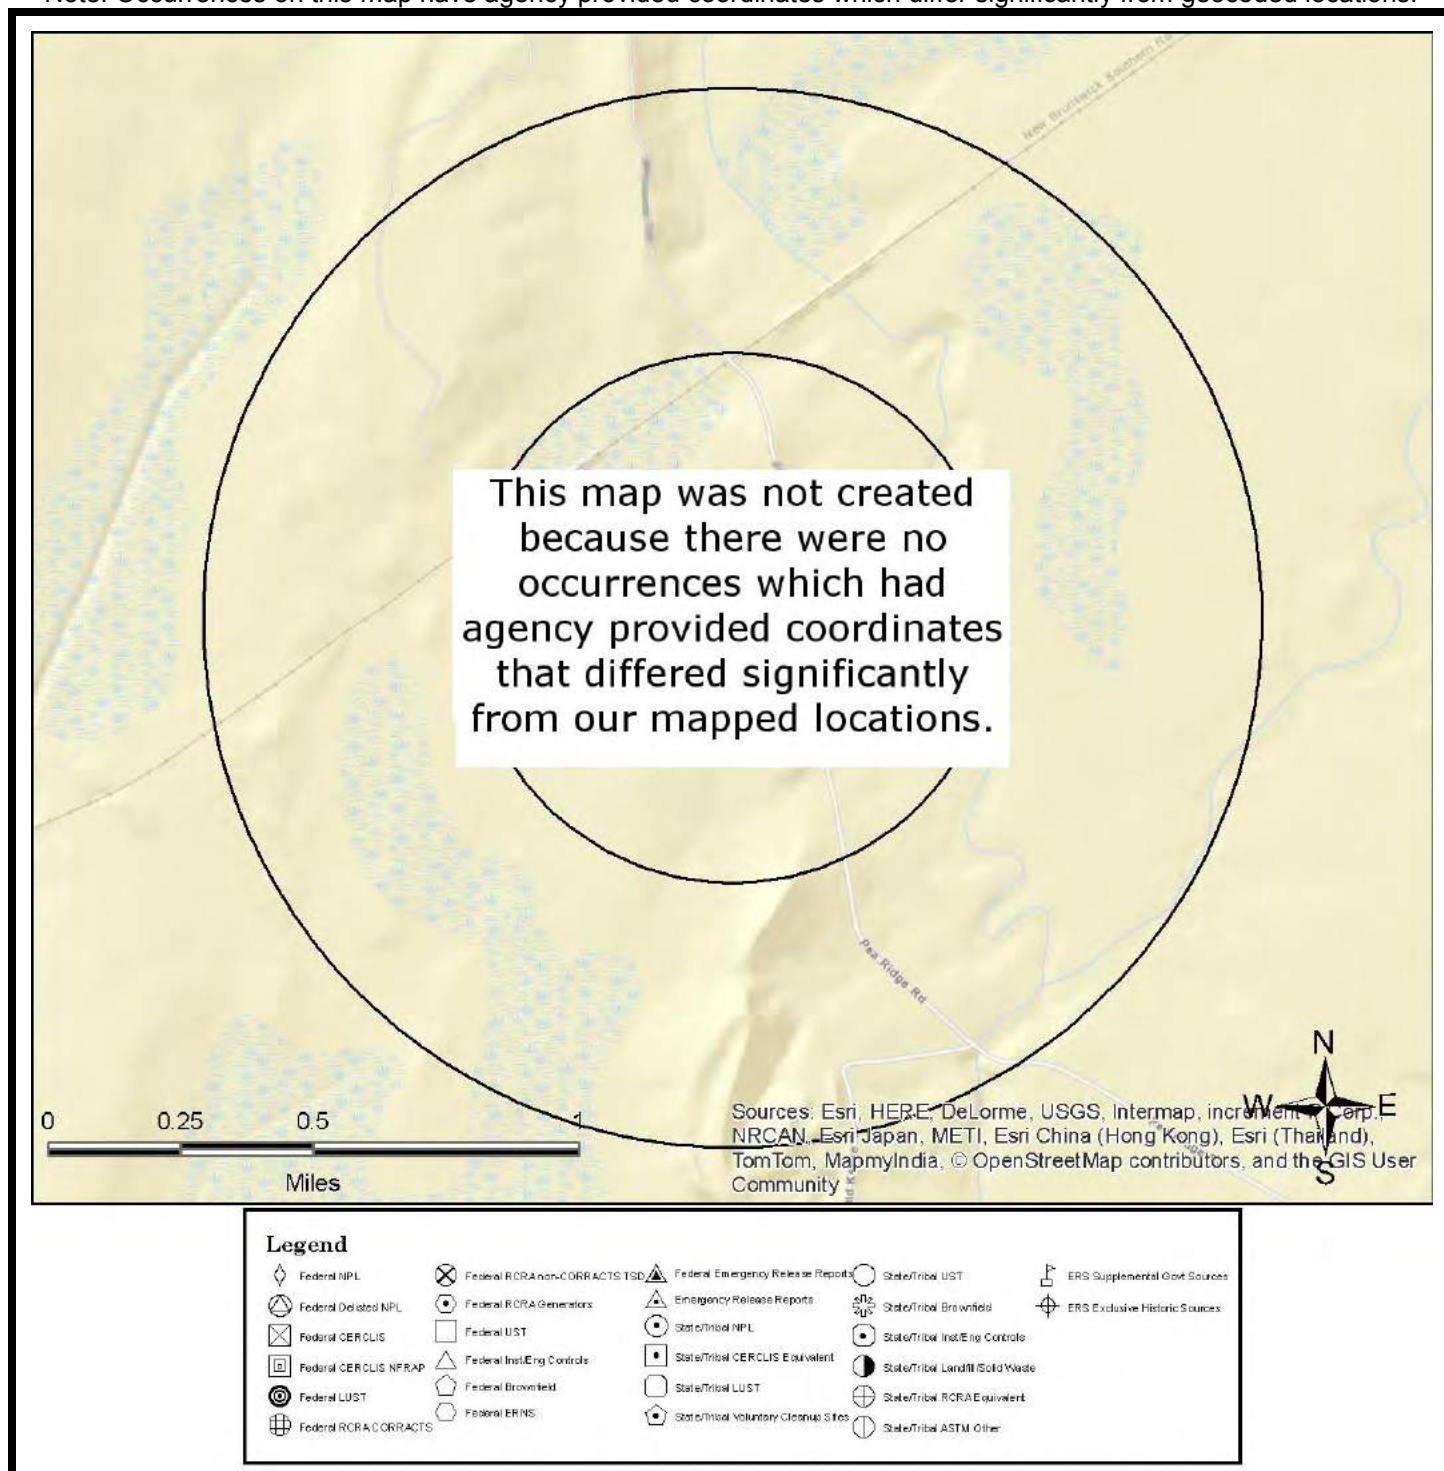 Note: Occurrences on this map have agency provided coordinates which differ significantly from geocoded locations.
New Brunswick Southern
This map was not created
because there were no
occurrences which had
agency provided coordinates
that differed significantly
from our mapped locations.
Pea Ridge Rd
N
W
E
S
0 0.25 0.5 1
Miles
Sources: Esri, HERE, DeLorme, USGS, Intermap, increment P Corp.,
NRCAN, Esri Japan, METI, Esri China (Hong Kong), Esri (Thailand),
TomTom, MapmyIndia, © OpenStreetMap contributors, and the GIS User
Community
Legend
Federal NPL
Federal Delisted NPL
Federal CERCLIS
Federal CERCLIS NFRAP
Federal LUST
Federal RCRA CORRACTS
Federal RCRA non-CORRACTS TSD
Federal RCRA Generators
Federal UST
Federal Inst/Eng Controls
Federal Brownfield
Federal ERNS
Federal Emergency Release Reports
Emergency Release Reports
State/Tribal NPL
State/Tribal CERCLIS Equivalent
State/Tribal LUST
State/Tribal Voluntary Cleanup Sites
State/Tribal UST
State/Tribal Brownfield
State/Tribal Inst/Eng Controls
State/Tribal Landfill/Solid Waste
State/Tribal RCRA Equivalent
State/Tribal ASTM Other
ERS Supplemental Govt Sources
ERS Exclusive Historic Sources